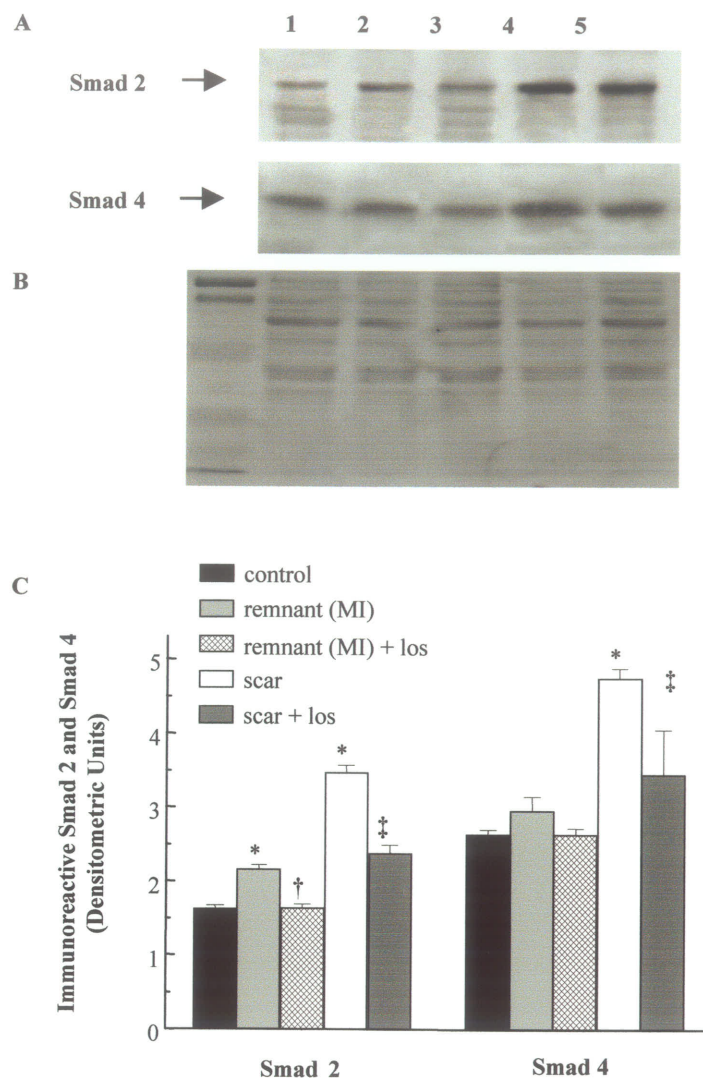 A
1 2 3 4 5
Smad 2
Smad 4
B
C
control
remnant (MI)
remnant (MI) + los
scar
scar + los
Immunoreactive Smad 2 and Smad 4
(Densitometric Units)
5
4
3
2
1
0
*
†
*
‡
*
‡
Smad 2
Smad 4